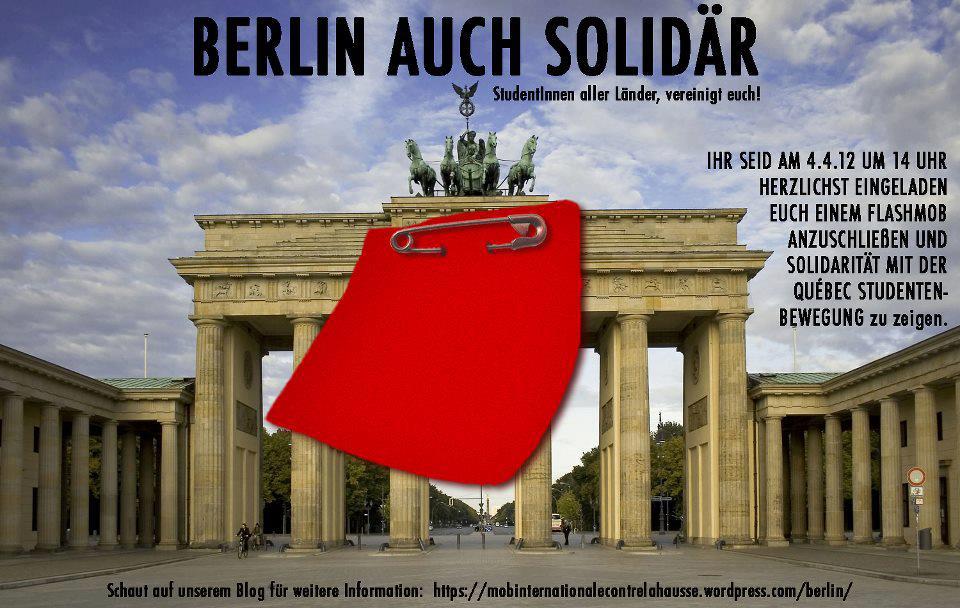 BERLIN AUCH SOLIDÄR
StudentInnen aller Länder, vereinigt euch!
IHR SEID AM 4.4.12 UM 14 UHR
HERZLICHST EINGELADEN
EUCH EINEM FLASHMOB
ANZUSCHLIEßEN UND
SOLIDARITÄT MIT DER
QUÉBEC STUDENTEN-
BEWEGUNG zu zeigen.
Schaut auf unserem Blog für weitere Information: https://mobinternationalecontrelahausse.wordpress.com/berlin/